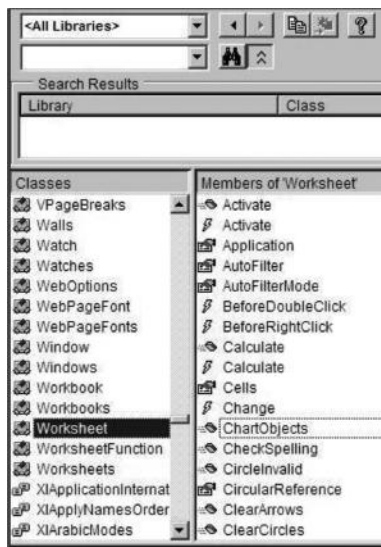 <All Libraries>
Search Results
Library Class
Classes
VPageBreaks
Walls
Watch
Watches
WebOptions
WebPageFont
WebPageFonts
Window
Windows
Workbook
Workbooks
Worksheet
WorksheetFunction
Worksheets
XlApplicationInternat
XlApplyNamesOrder
XlArabicModes
Members of 'Worksheet'
Activate
Activate
Application
AutoFilter
AutoFilterMode
BeforeDoubleClick
BeforeRightClick
Calculate
Calculate
Cells
Change
ChartObjects
CheckSpelling
CircleInvalid
CircularReference
ClearArrows
ClearCircles